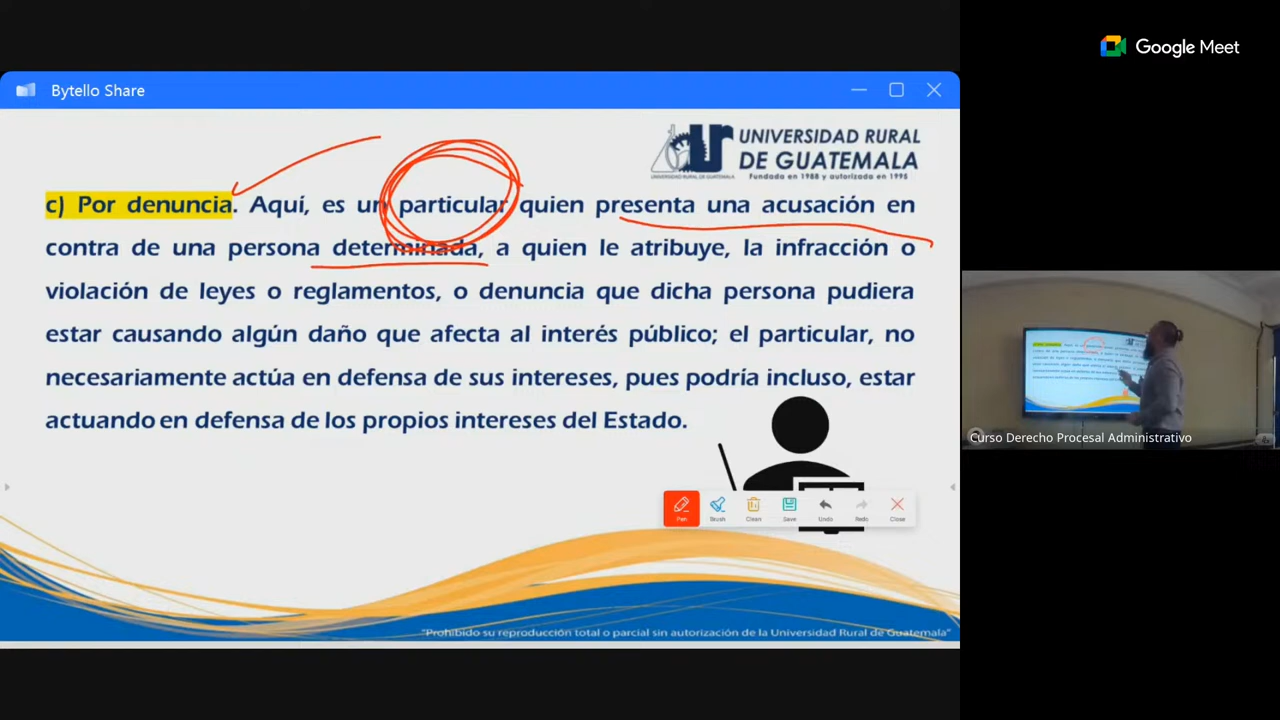 Google Meet
Bytello Share
UNIVERSIDAD RURAL
DE GUATEMALA
Fundada en 1988 y autorizada en 1995
UNIVERSIDAD RURAL DE GUATEMALA
c) Por denuncia. Aquí, es un particular quien presenta una acusación en
contra de una persona determinada, a quien le atribuye, la infracción o
violación de leyes o reglamentos, o denuncia que dicha persona pudiera
estar causando algún daño que afecta al interés público; el particular, no
necesariamente actúa en defensa de sus intereses, pues podría incluso, estar
actuando en defensa de los propios intereses del Estado.
Pen Brush Clean Save Undo Redo Close
"Prohibido su reproducción total o parcial sin autorización de la Universidad Rural de Guatemala"
Curso Derecho Procesal Administrativo